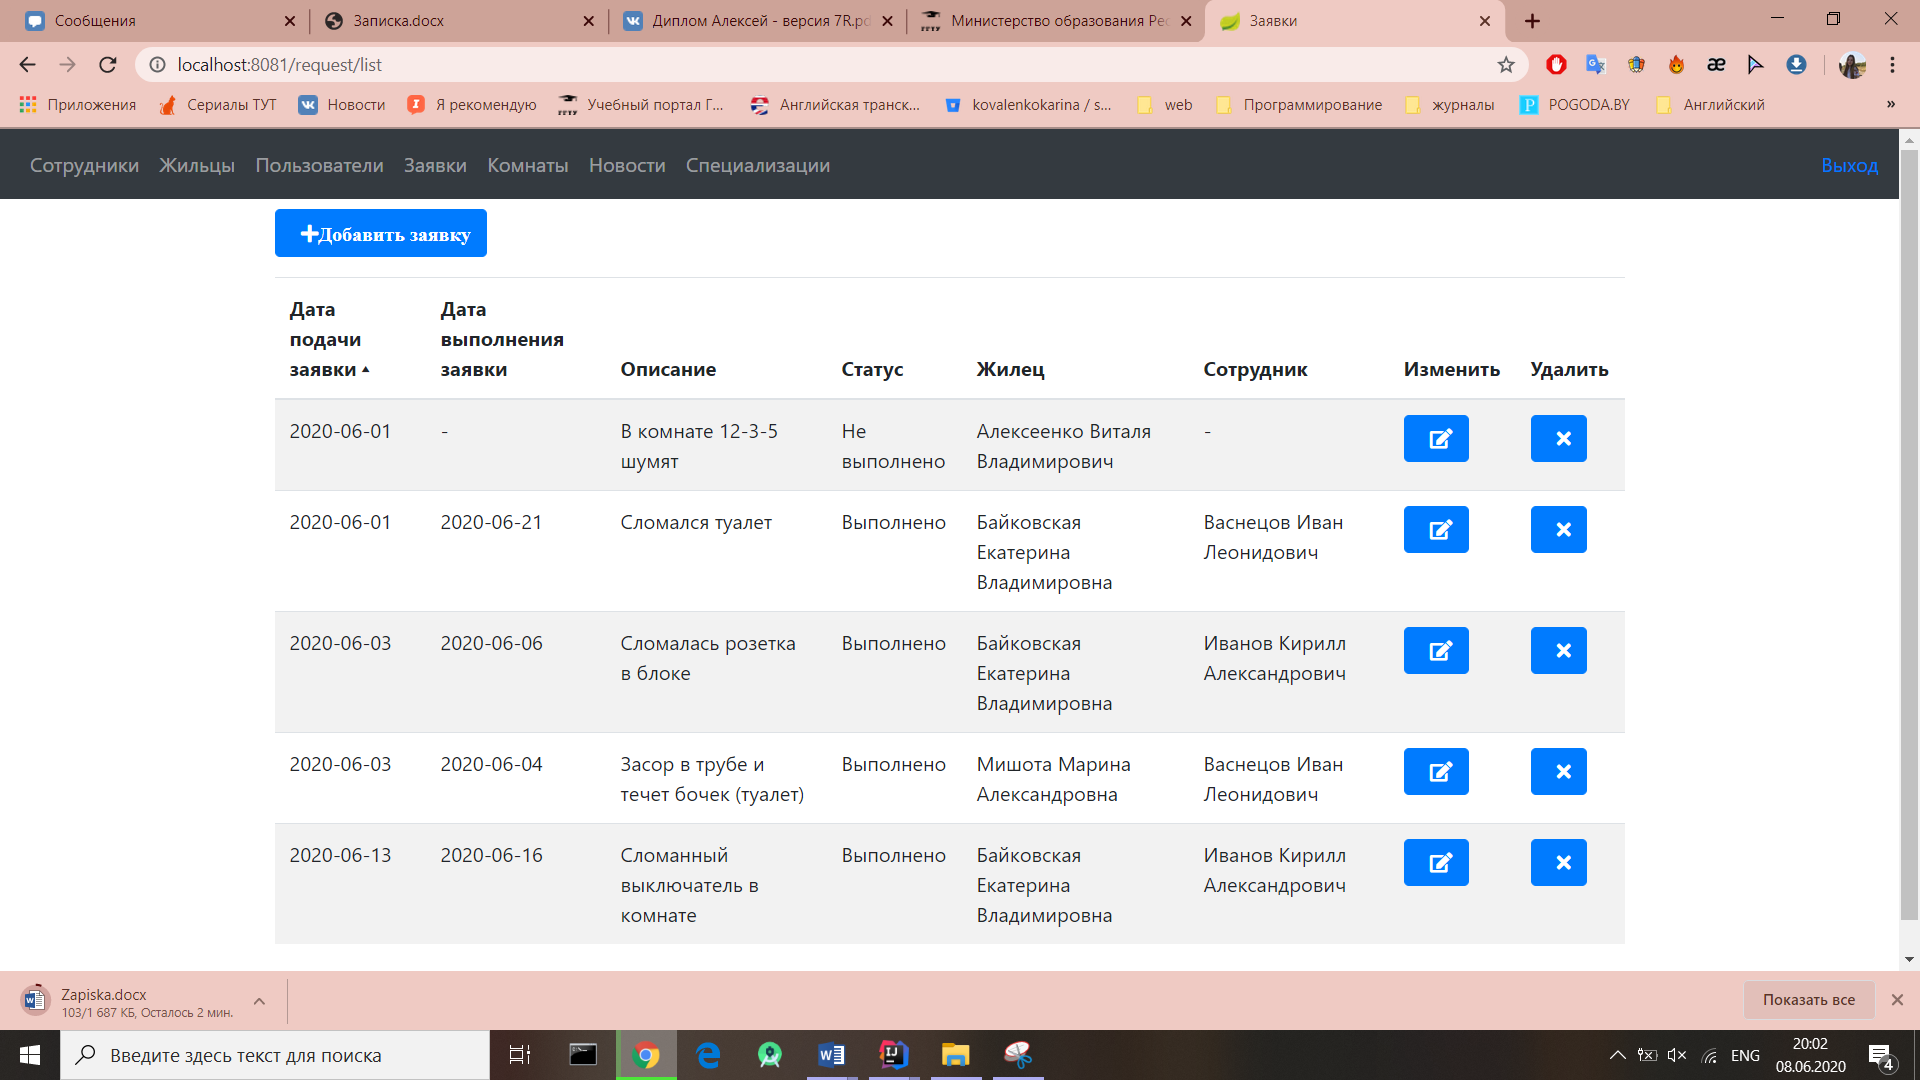 Сообщения
Записка.docx
Диплом Алексей - версия 7R.pd
Министерство образования Рес
Заявки
localhost:8081/request/list
Приложения
Сериалы ТУТ
Новости
Я рекомендую
Учебный портал Г...
Английская транск...
kovalenkokarina / s...
web
Программирование
журналы
POGODA.BY
Английский
»
Сотрудники
Жильцы
Пользователи
Заявки
Комнаты
Новости
Специализации
Выход
Добавить заявку
Дата
подачи
заявки
Дата
выполнения
заявки
Описание
Статус
Жилец
Сотрудник
Изменить
Удалить
2020-06-01
-
В комнате 12-3-5
шумят
Не
выполнено
Алексеенко Виталя
Владимирович
-
2020-06-01
2020-06-21
Сломался туалет
Выполнено
Байковская
Екатерина
Владимировна
Васнецов Иван
Леонидович
2020-06-03
2020-06-06
Сломалась розетка
в блоке
Выполнено
Байковская
Екатерина
Владимировна
Иванов Кирилл
Александрович
2020-06-03
2020-06-04
Засор в трубе и
течет бочек (туалет)
Выполнено
Мишота Марина
Александровна
Васнецов Иван
Леонидович
2020-06-13
2020-06-16
Сломанный
выключатель в
комнате
Выполнено
Байковская
Екатерина
Владимировна
Иванов Кирилл
Александрович
Zapiska.docx
103/1 687 КБ, Осталось 2 мин.
Показать все
Введите здесь текст для поиска
ENG
20:02
08.06.2020
4